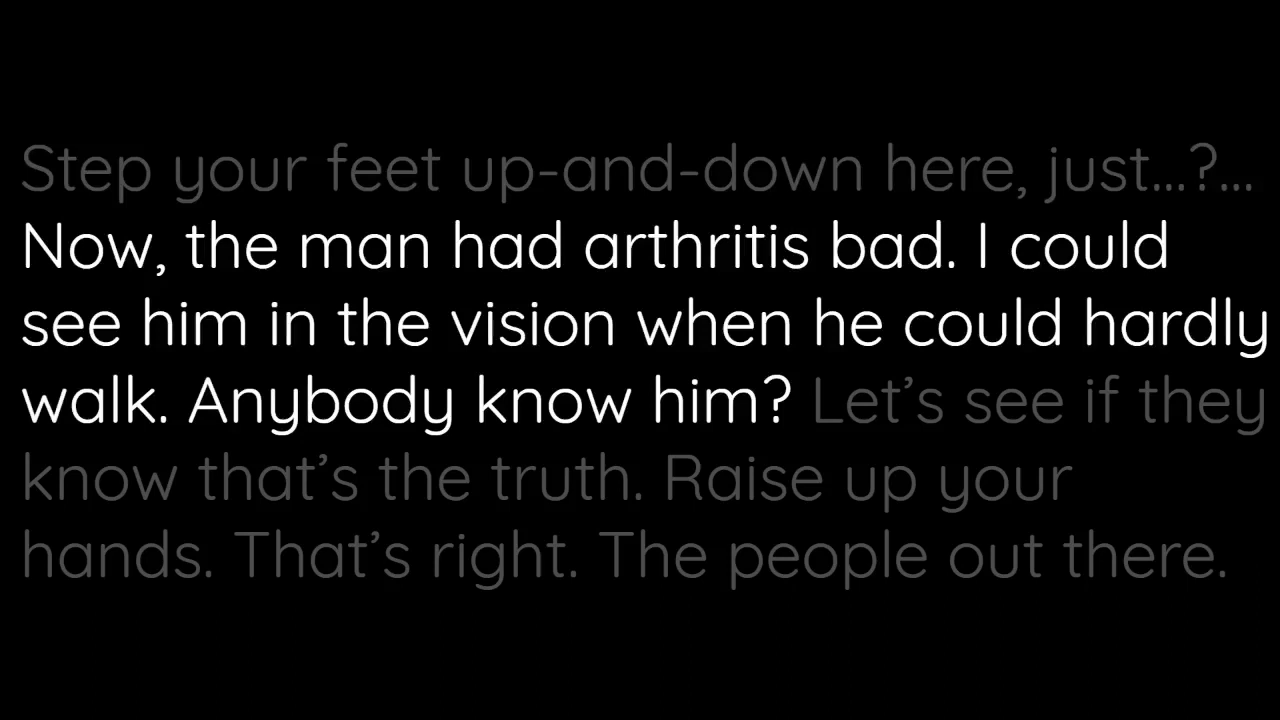 Step your feet up-and-down here, just...?...
Now, the man had arthritis bad. I could
see him in the vision when he could hardly
walk. Anybody know him? Let’s see if they
know that’s the truth. Raise up your
hands. That’s right. The people out there.